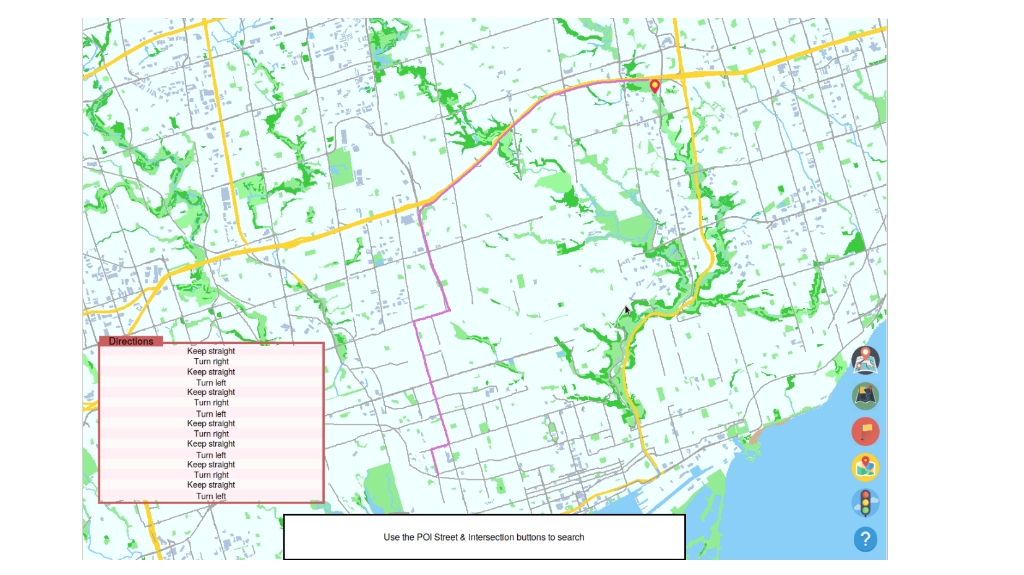 Directions
Keep straight
Turn right
Keep straight
Turn left
Keep straight
Turn right
Turn left
Keep straight
Turn right
Keep straight
Turn left
Keep straight
Turn right
Keep straight
Turn left
Use the POI Street & Intersection buttons to search
?